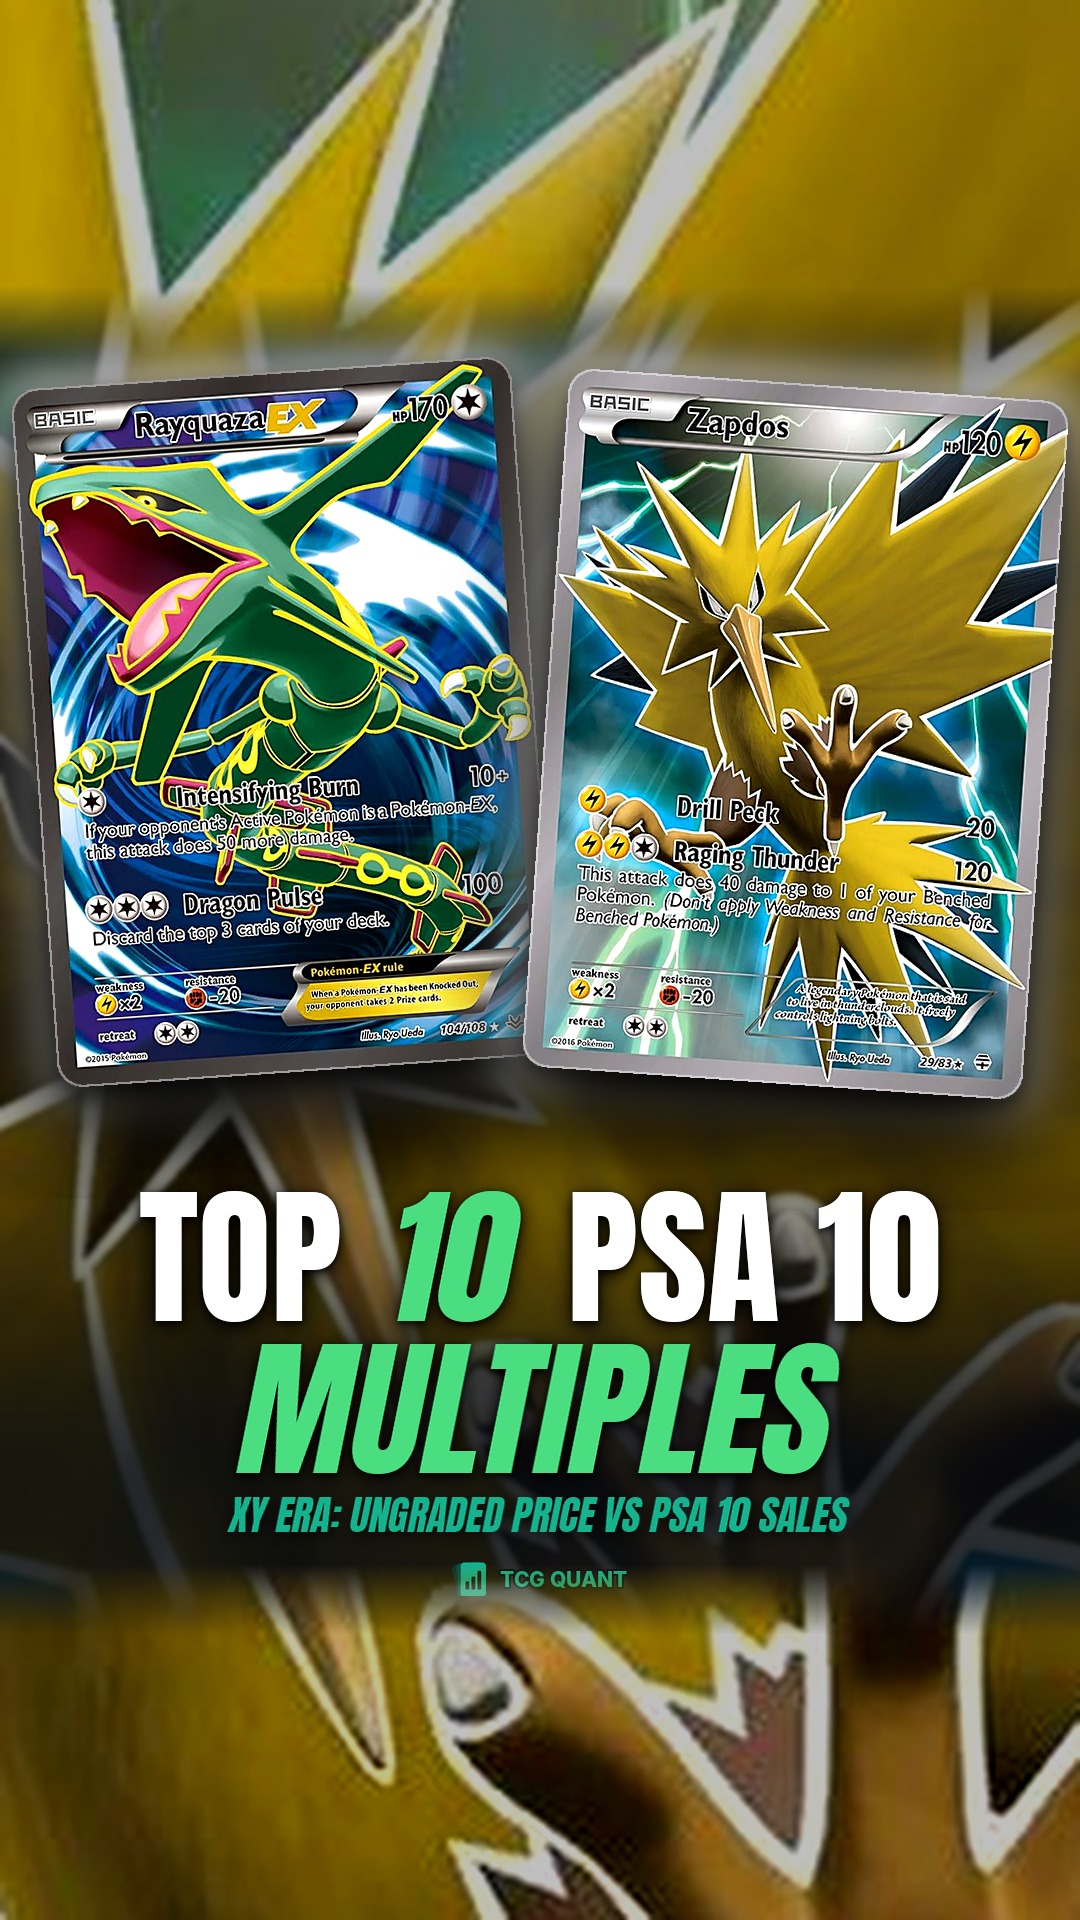 BASIC
Rayquaza EX
HP170
Intensifying Burn
10+
If your opponent's Active Pokémon is a Pokémon-EX,
this attack does 50 more damage.
Dragon Pulse
100
Discard the top 3 cards of your deck.
weakness
×2
resistance
-20
retreat
Pokémon-EX rule
When a Pokémon-EX has been Knocked Out,
your opponent takes 2 Prize cards.
Illus. Ryo Ueda
104/108
©2015 Pokémon
BASIC
Zapdos
HP120
Drill Peck
20
Raging Thunder
120
This attack does 40 damage to 1 of your Benched
Pokémon. (Don't apply Weakness and Resistance for
Benched Pokémon.)
weakness
×2
resistance
-20
retreat
A legendary Pokémon that is said
to live in thunderclouds. It freely
controls lightning bolts.
Illus. Ryo Ueda
29/83
©2016 Pokémon
TOP 10 PSA 10
MULTIPLES
XY ERA: UNGRADED PRICE VS PSA 10 SALES
TCG QUANT